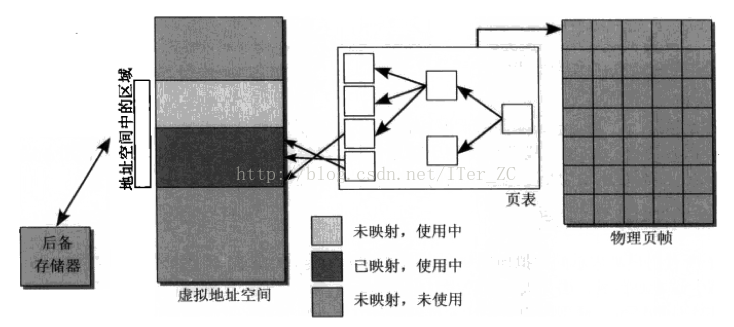 地址空间中的区域
http://blog.csdn.net/ITer_ZC
页表
后备
存储器
未映射，使用中
已映射，使用中
未映射，未使用
物理页帧
虚拟地址空间